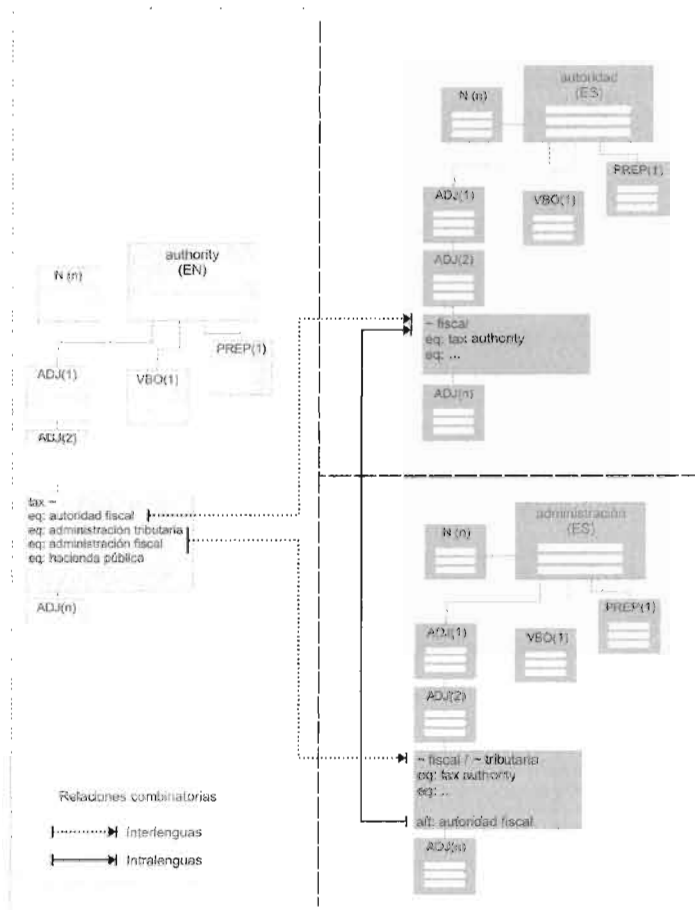 authority
(EN)
N (n)
PREP(1)
ADJ(1)
VBO(1)
ADJ(2)
tax ~
eq: autoridad fiscal
eq: administración tributaria
eq: administración fiscal
eq: hacienda pública
ADJ(n)
Relaciones combinatorias
Interlenguas
Intralenguas
autoridad
(ES)
N (n)
PREP(1)
ADJ(1)
VBO(1)
ADJ(2)
~ fiscal
eq: tax authority
eq: ...
ADJ(n)
administración
(ES)
N (n)
PREP(1)
ADJ(1)
VBO(1)
ADJ(2)
~ fiscal / ~ tributaria
eq: tax authority
eq: ...
alt: autoridad fiscal
ADJ(n)